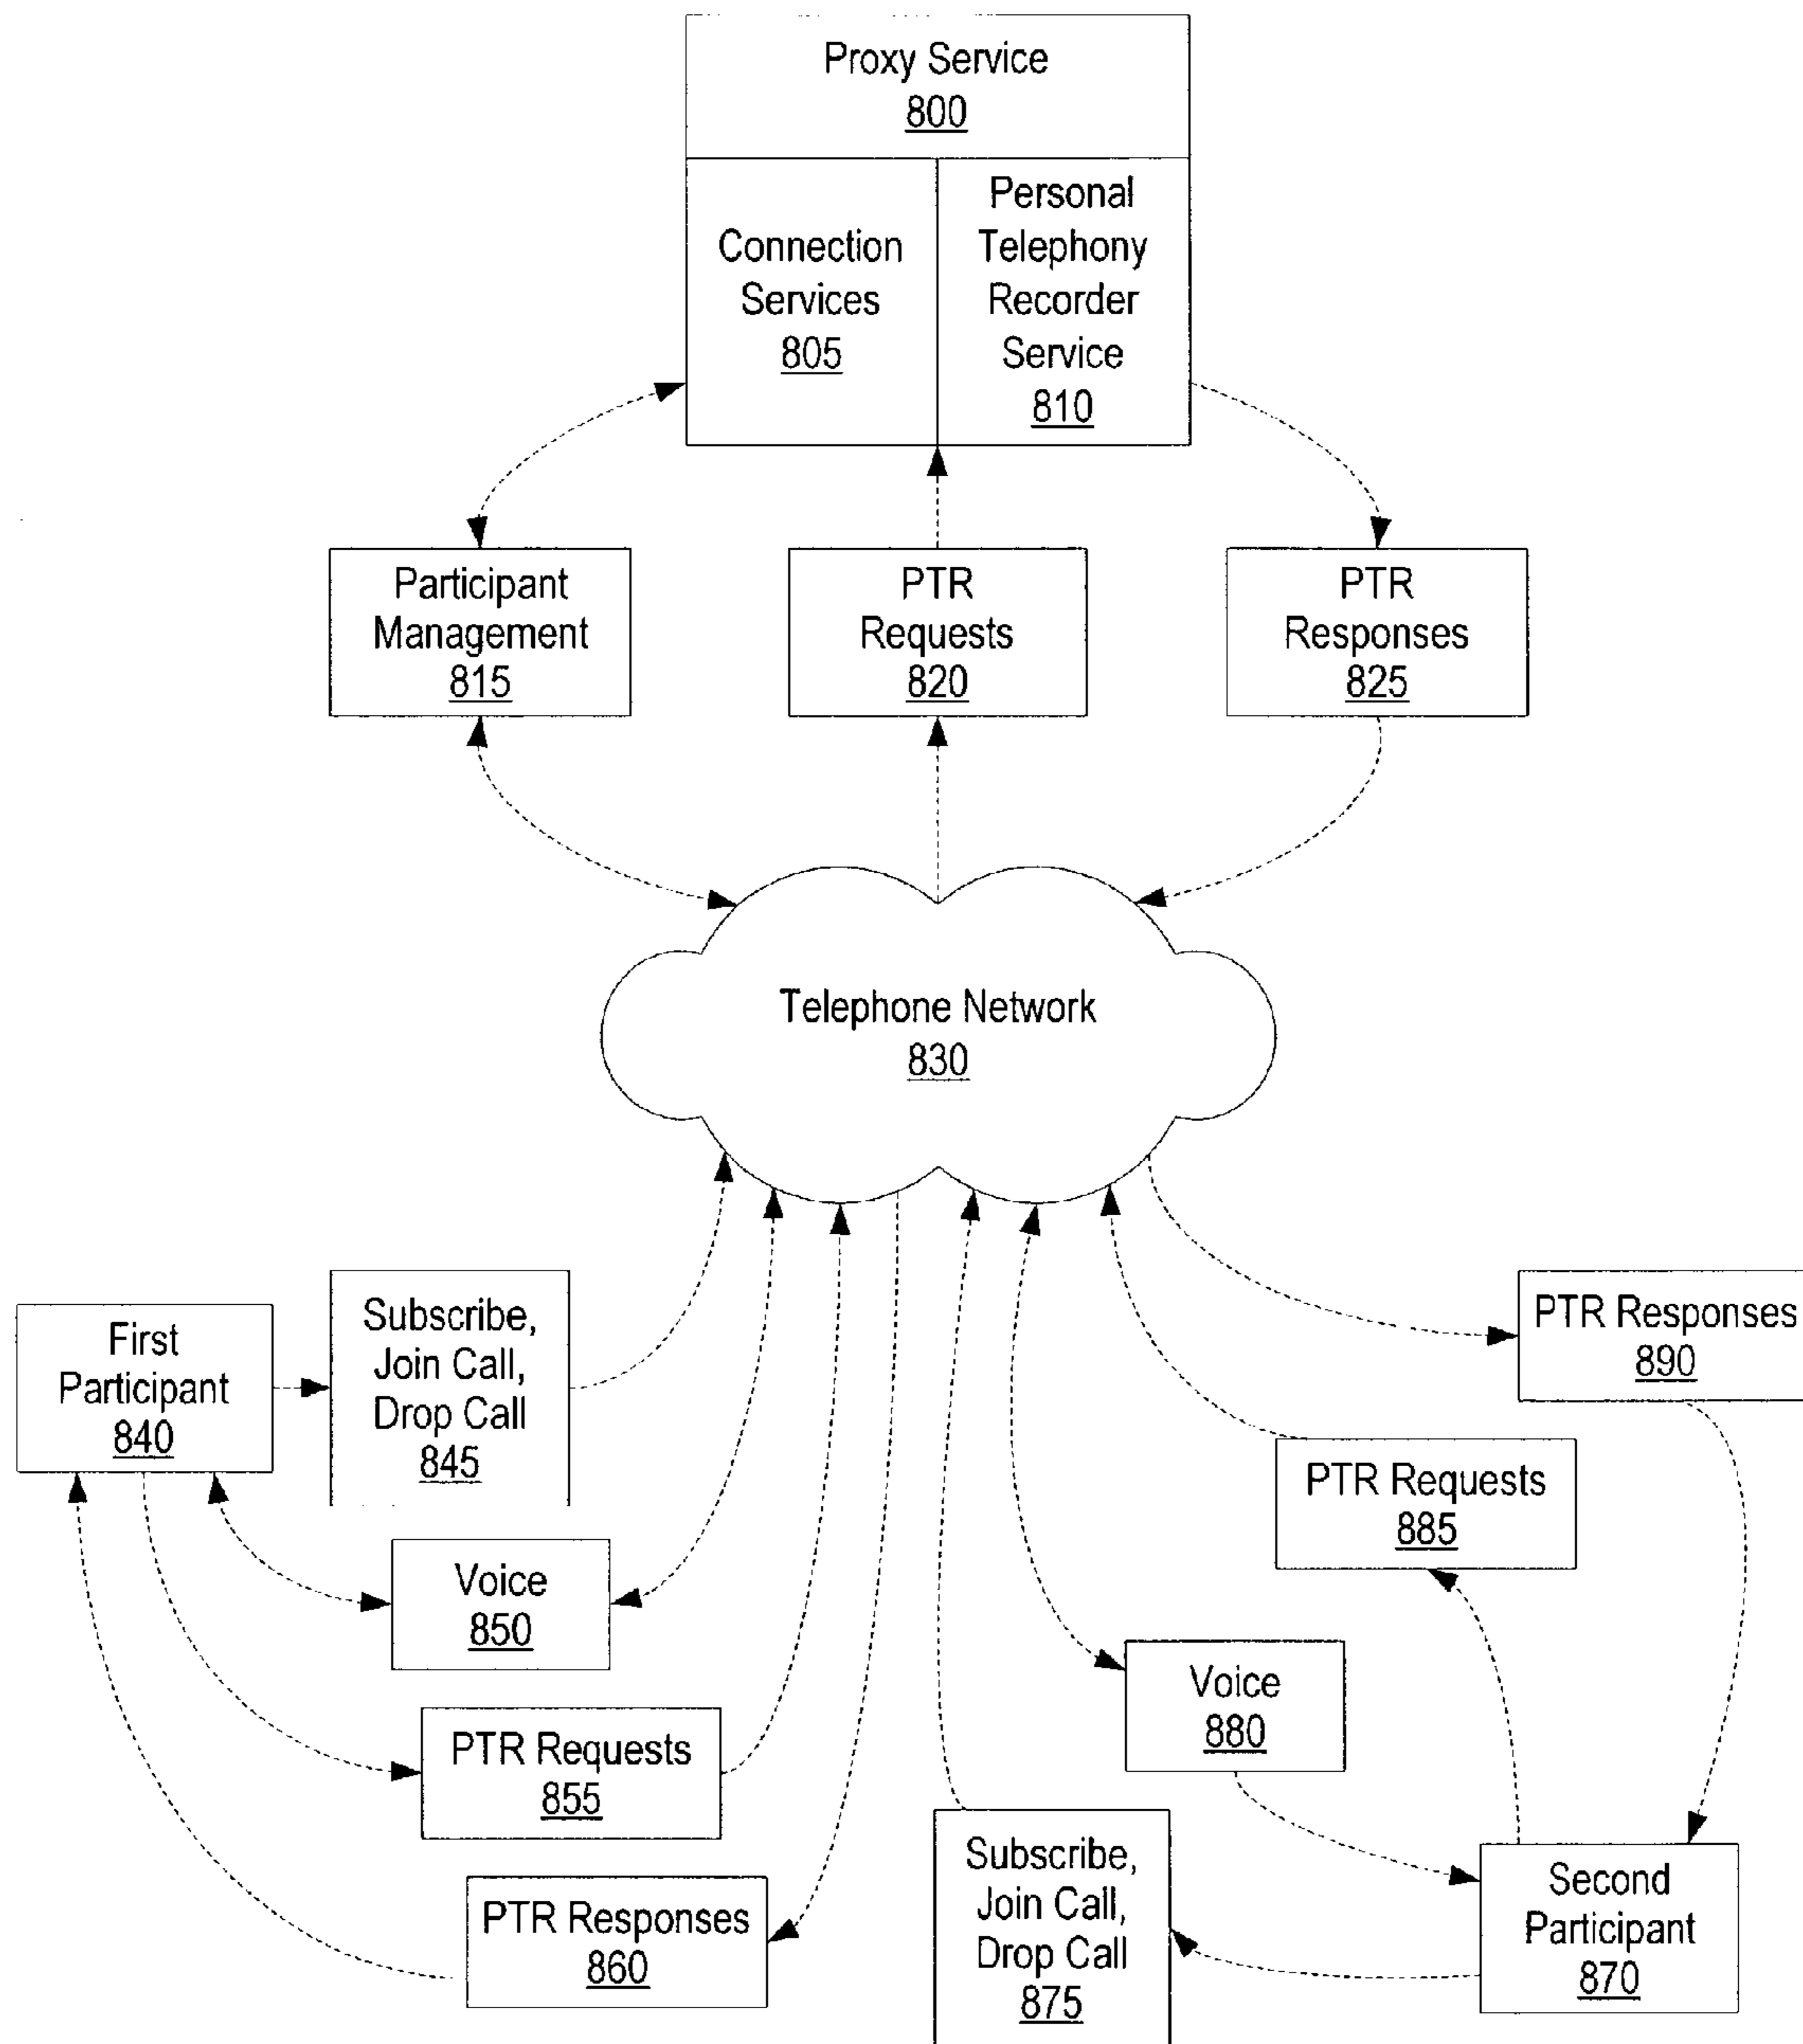 Proxy Service
800
Connection
Services
805
Personal
Telephony
Recorder
Service
810
Participant
Management
815
PTR
Requests
820
PTR
Responses
825
Telephone Network
830
First
Participant
840
Subscribe,
Join Call,
Drop Call
845
Voice
850
PTR Requests
855
PTR Responses
860
PTR Responses
890
PTR Requests
885
Voice
880
Subscribe,
Join Call,
Drop Call
875
Second
Participant
870